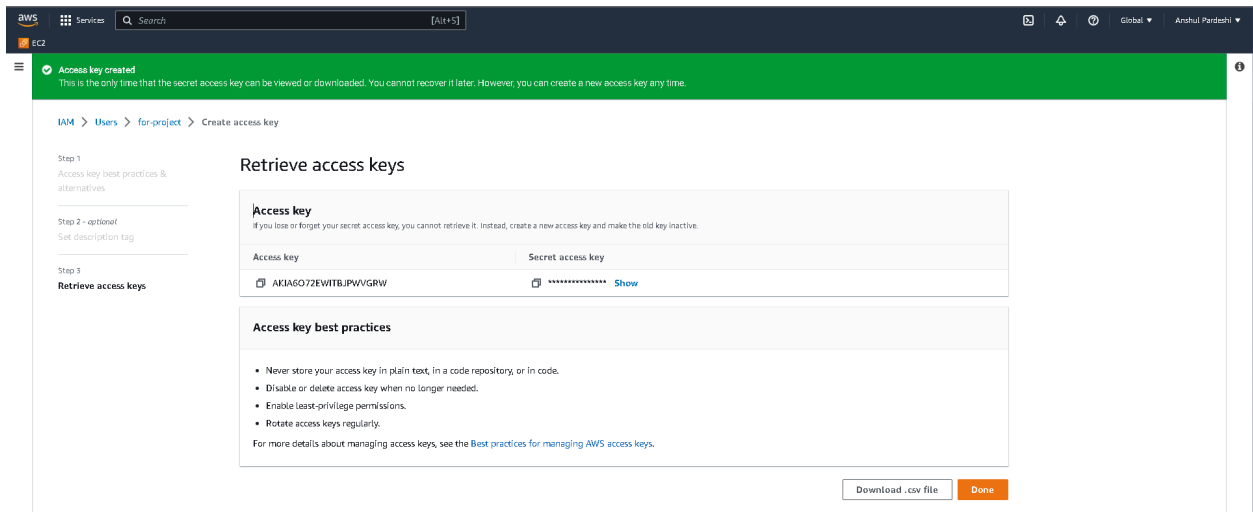 aws
Services
Search
[Alt+S]
Global
Anshul Pardeshi
EC2
Access key created
This is the only time that the secret access key can be viewed or downloaded. You cannot recover it later. However, you can create a new access key any time.
IAM > Users > for-project > Create access key
Step 1
Access key best practices &
alternatives
Step 2 - optional
Set description tag
Step 3
Retrieve access keys
Retrieve access keys
Access key
If you lose or forget your secret access key, you cannot retrieve it. Instead, create a new access key and make the old key inactive.
Access key
Secret access key
AKIA6O72EWITBJPWVGRW
*************** Show
Access key best practices
• Never store your access key in plain text, in a code repository, or in code.
• Disable or delete access key when no longer needed.
• Enable least-privilege permissions.
• Rotate access keys regularly.
For more details about managing access keys, see the Best practices for managing AWS access keys.
Download .csv file
Done